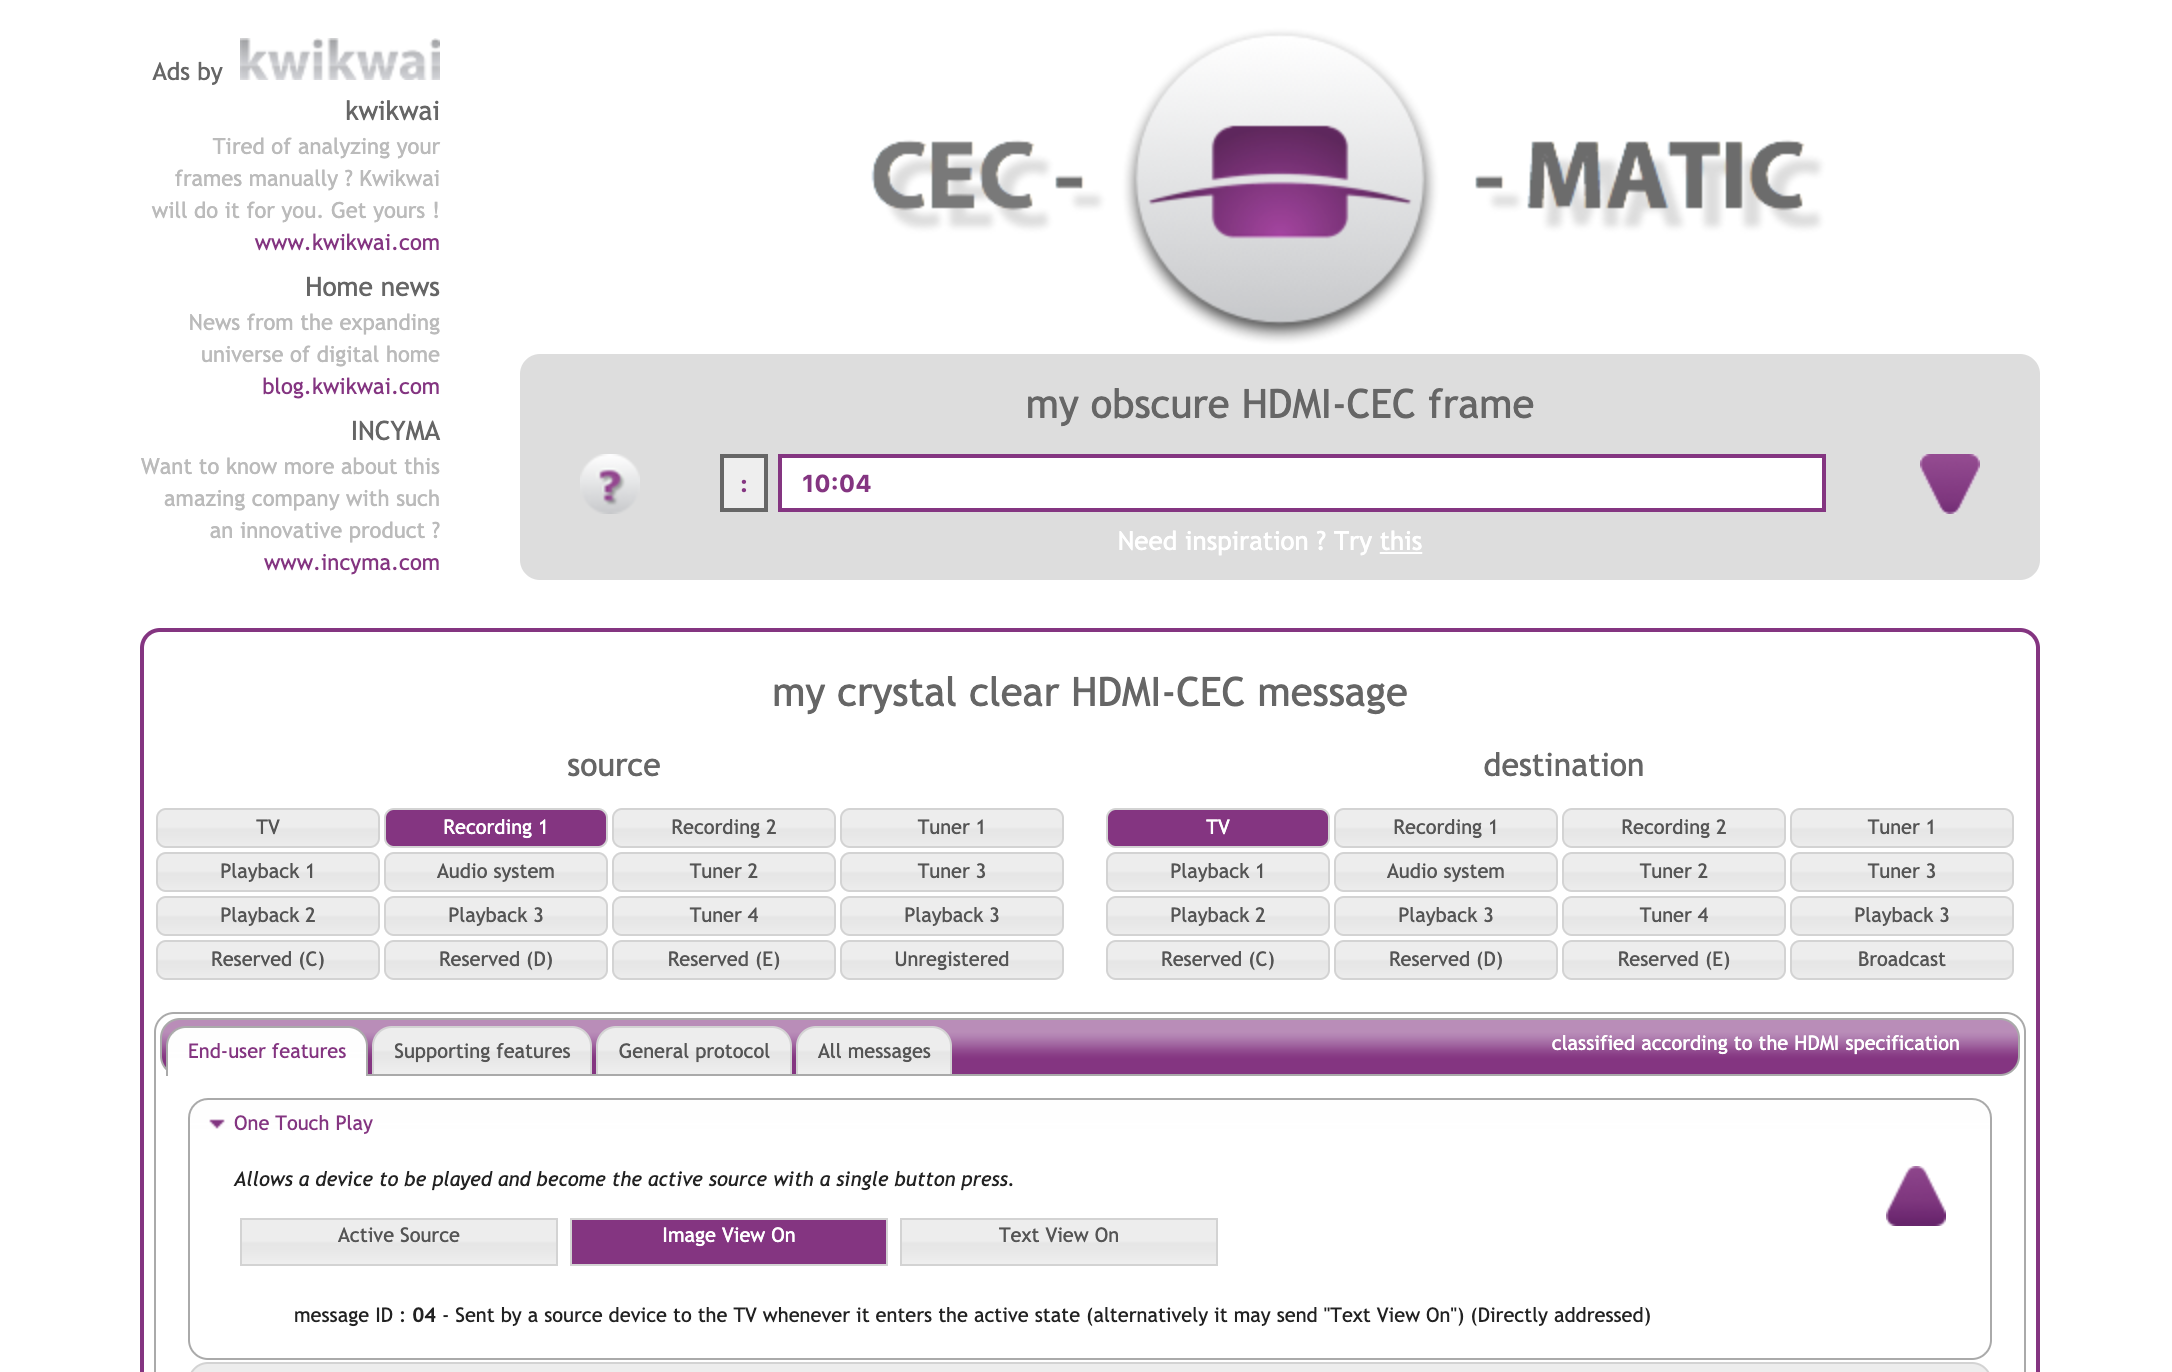 Ads by kwikwai
kwikwai
Tired of analyzing your
frames manually ? Kwikwai
will do it for you. Get yours !
www.kwikwai.com
Home news
News from the expanding
universe of digital home
blog.kwikwai.com
INCYMA
Want to know more about this
amazing company with such
an innovative product ?
www.incyma.com
CEC - - MATIC
my obscure HDMI-CEC frame
? : 10:04
Need inspiration ? Try this
my crystal clear HDMI-CEC message
source
TV Recording 1 Recording 2 Tuner 1
Playback 1 Audio system Tuner 2 Tuner 3
Playback 2 Playback 3 Tuner 4 Playback 3
Reserved (C) Reserved (D) Reserved (E) Unregistered
destination
TV Recording 1 Recording 2 Tuner 1
Playback 1 Audio system Tuner 2 Tuner 3
Playback 2 Playback 3 Tuner 4 Playback 3
Reserved (C) Reserved (D) Reserved (E) Broadcast
End-user features Supporting features General protocol All messages classified according to the HDMI specification
One Touch Play
Allows a device to be played and become the active source with a single button press.
Active Source Image View On Text View On
message ID : 04 - Sent by a source device to the TV whenever it enters the active state (alternatively it may send "Text View On") (Directly addressed)